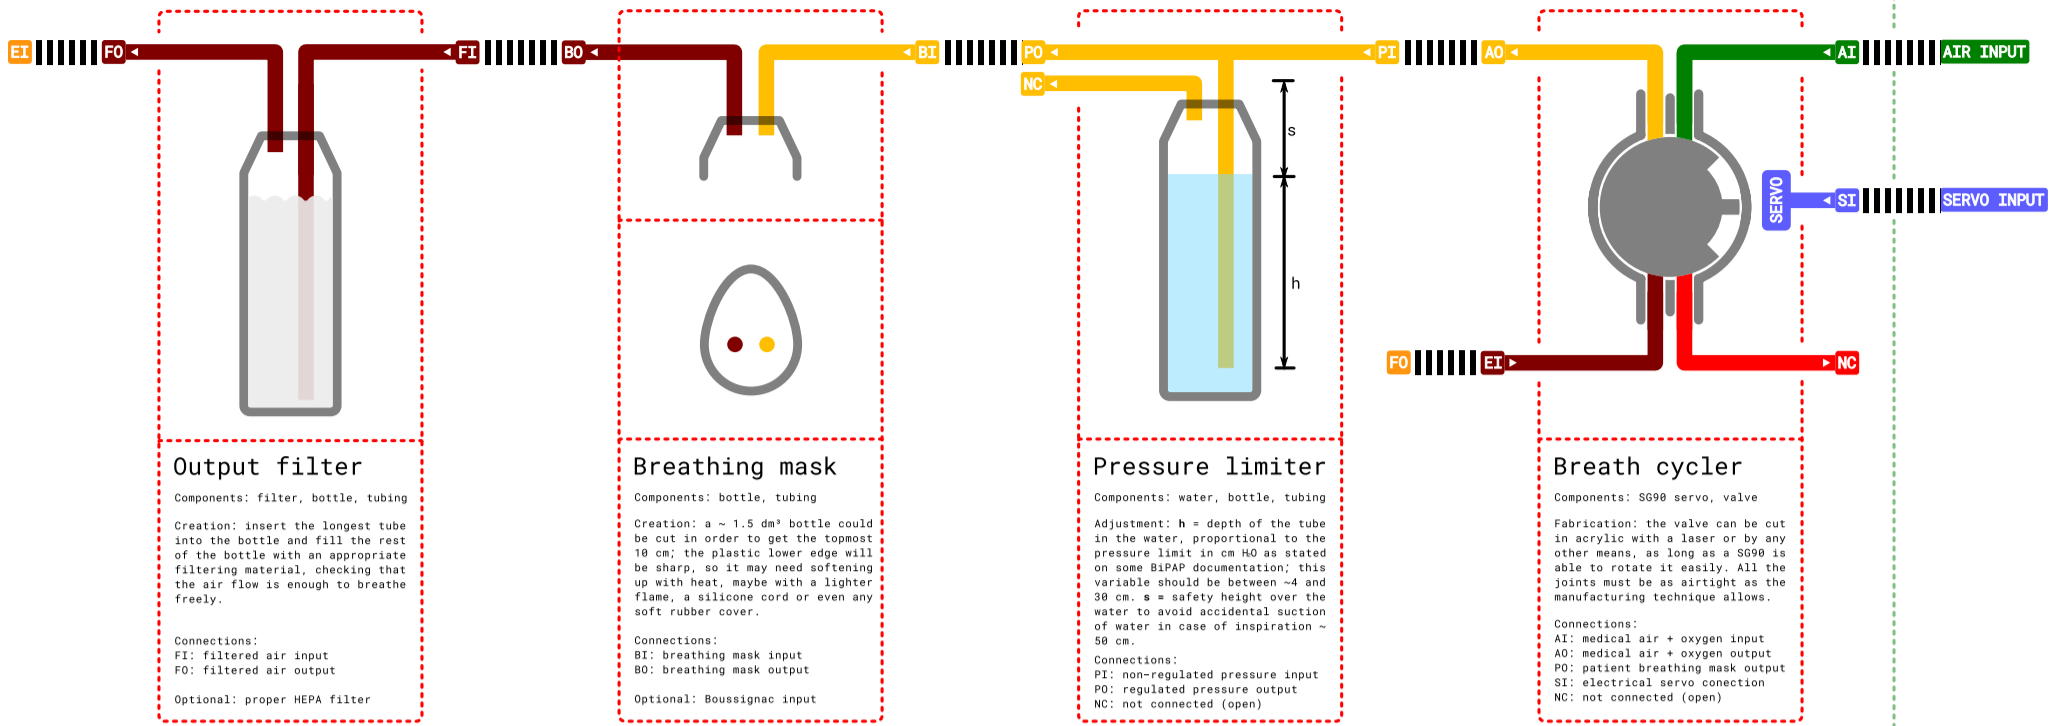 EI
FO
FI
BO
BI
PO
PI
AO
AI
AIR INPUT
NC
s
h
SERVO
SI
SERVO INPUT
FO
EI
NC
Output filter
Components: filter, bottle, tubing
Creation: insert the longest tube
into the bottle and fill the rest
of the bottle with an appropriate
filtering material, checking that
the air flow is enough to breathe
freely.
Connections:
FI: filtered air input
FO: filtered air output
Optional: proper HEPA filter
Breathing mask
Components: bottle, tubing
Creation: a ~ 1.5 dm³ bottle could
be cut in order to get the topmost
10 cm; the plastic lower edge will
be sharp, so it may need softening
up with heat, maybe with a lighter
flame, a silicone cord or even any
soft rubber cover.
Connections:
BI: breathing mask input
BO: breathing mask output
Optional: Boussignac input
Pressure limiter
Components: water, bottle, tubing
Adjustment: h = depth of the tube
in the water, proportional to the
pressure limit in cm H₂O as stated
on some BiPAP documentation; this
variable should be between ~4 and
30 cm. s = safety height over the
water to avoid accidental suction
of water in case of inspiration ~
50 cm.
Connections:
PI: non-regulated pressure input
PO: regulated pressure output
NC: not connected (open)
Breath cycler
Components: SG90 servo, valve
Fabrication: the valve can be cut
in acrylic with a laser or by any
other means, as long as a SG90 is
able to rotate it easily. All the
joints must be as airtight as the
manufacturing technique allows.
Connections:
AI: medical air + oxygen input
AO: medical air + oxygen output
PO: patient breathing mask output
SI: electrical servo conection
NC: not connected (open)